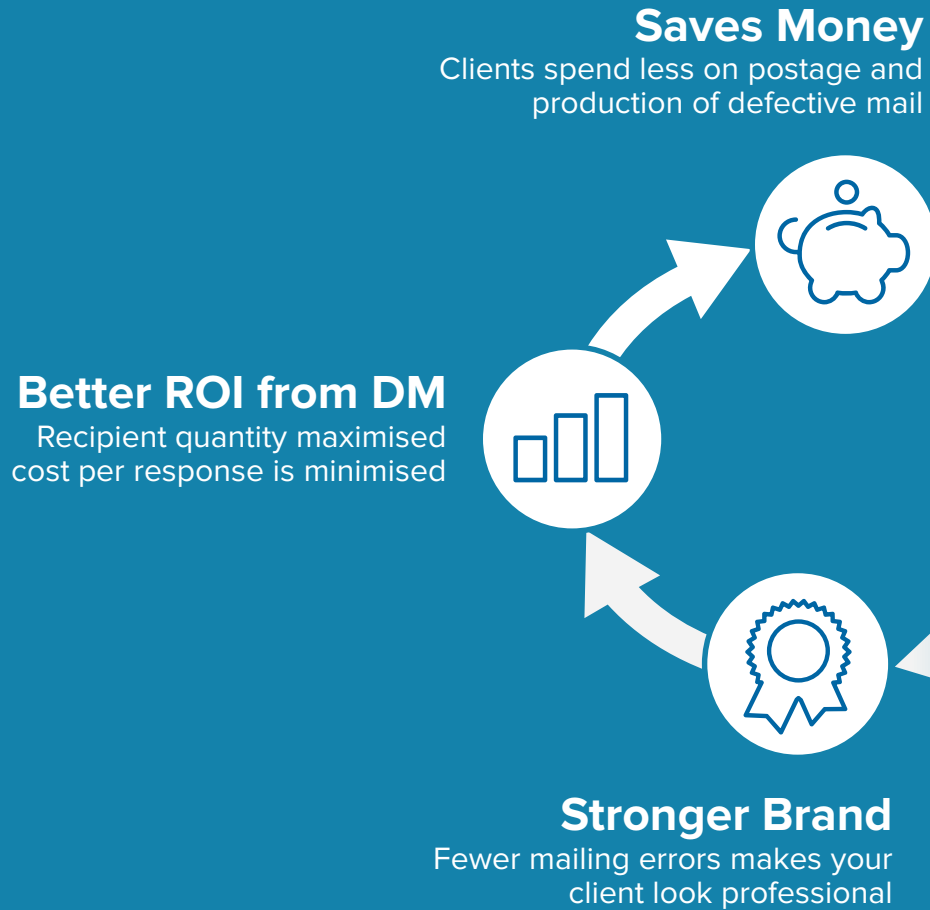 Saves Money
Clients spend less on postage and
production of defective mail
Better ROI from DM
Recipient quantity maximised
cost per response is minimised
Stronger Brand
Fewer mailing errors makes your
client look professional